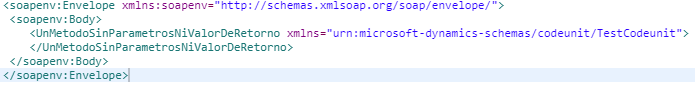 <soapenv:Envelope xmlns:soapenv="http://schemas.xmlsoap.org/soap/envelope/">
<soapenv:Body>
<UnMetodoSinParametrosNiValorDeRetorno xmlns="urn:microsoft-dynamics-schemas/codeunit/TestCodeunit">
</UnMetodoSinParametrosNiValorDeRetorno>
</soapenv:Body>
</soapenv:Envelope>